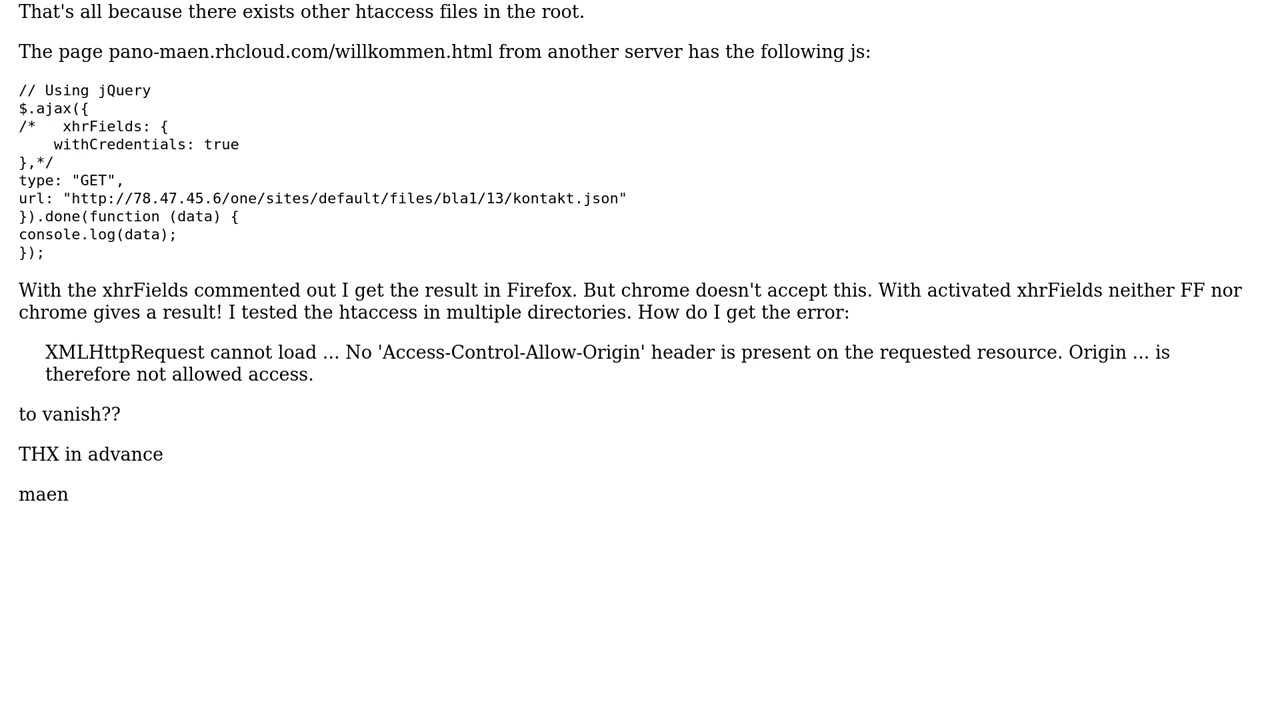 That's all because there exists other htaccess files in the root.
The page pano-maen.rhcloud.com/willkommen.html from another server has the following js:
// Using jQuery
$.ajax({
/*   xhrFields: {
    withCredentials: true
},*/
type: "GET",
url: "http://78.47.45.6/one/sites/default/files/bla1/13/kontakt.json"
}).done(function (data) {
console.log(data);
});
With the xhrFields commented out I get the result in Firefox. But chrome doesn't accept this. With activated xhrFields neither FF nor
chrome gives a result! I tested the htaccess in multiple directories. How do I get the error:
XMLHttpRequest cannot load ... No 'Access-Control-Allow-Origin' header is present on the requested resource. Origin ... is
therefore not allowed access.
to vanish??
THX in advance
maen